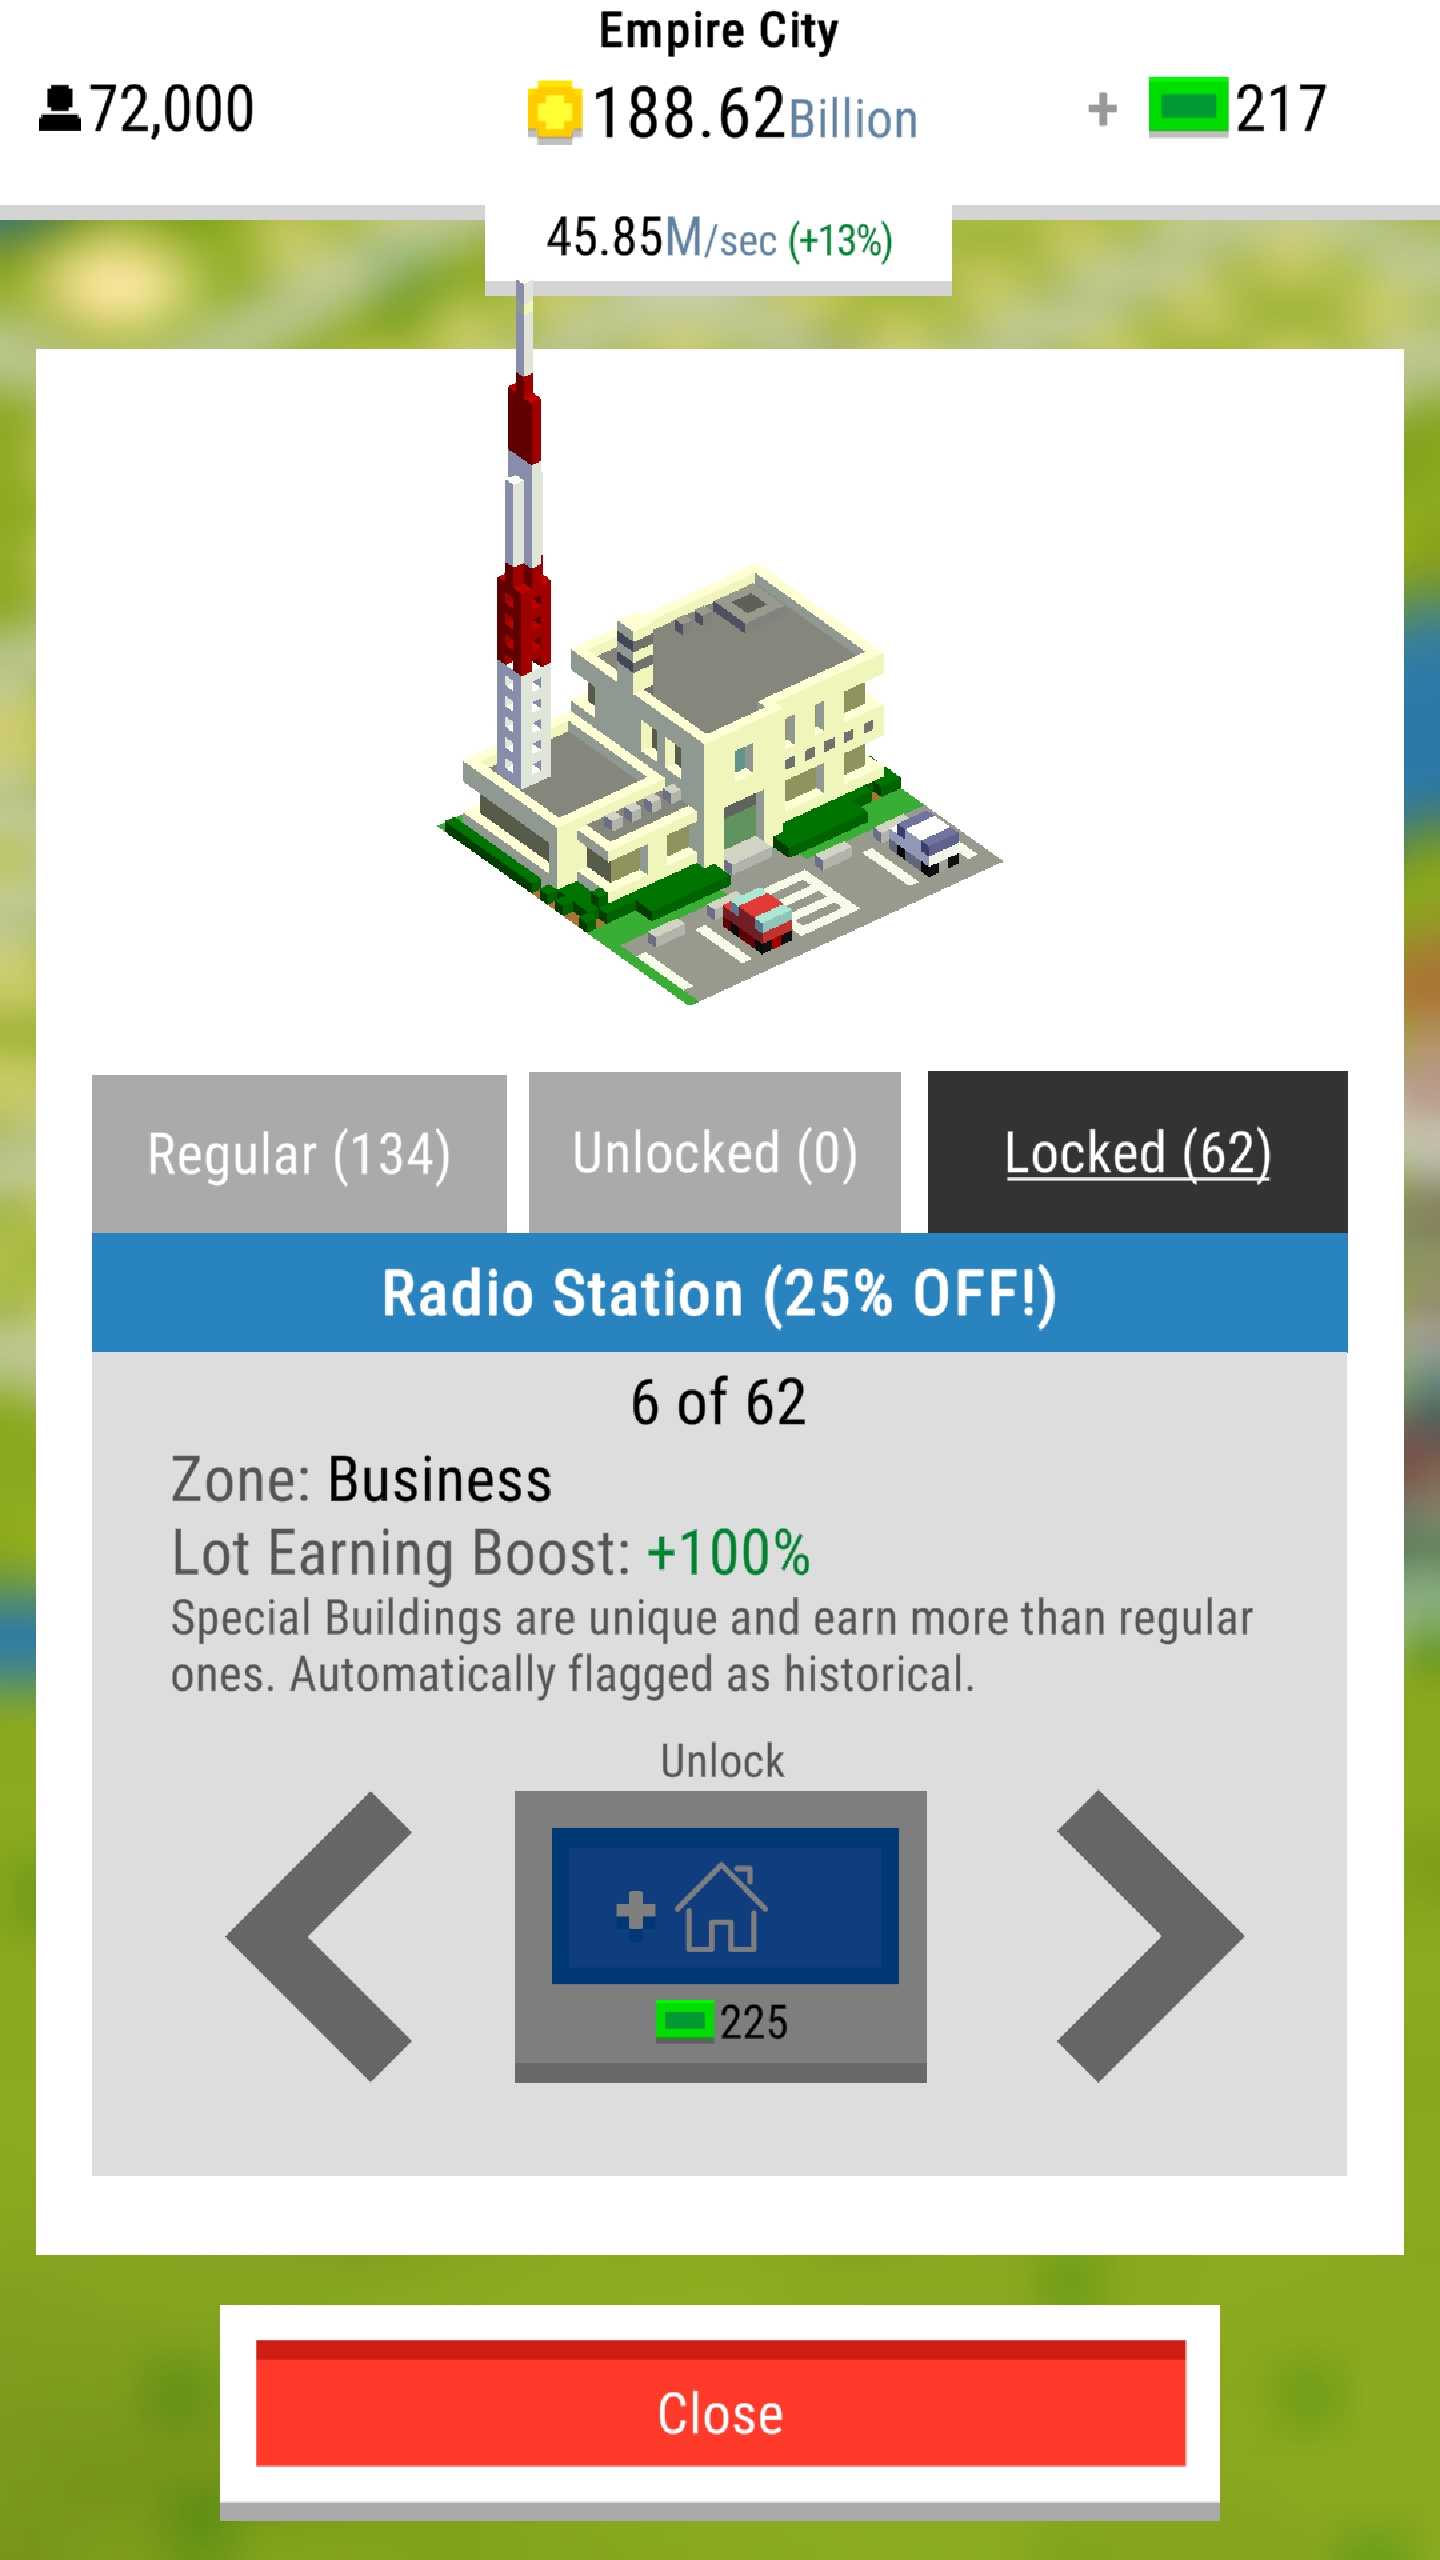 Empire City
72,000
188.62Billion
+ 217
45.85M/sec (+13%)
Regular (134)
Unlocked (0)
Locked (62)
Radio Station (25% OFF!)
6 of 62
Zone: Business
Lot Earning Boost: +100%
Special Buildings are unique and earn more than regular
ones. Automatically flagged as historical.
Unlock
225
Close